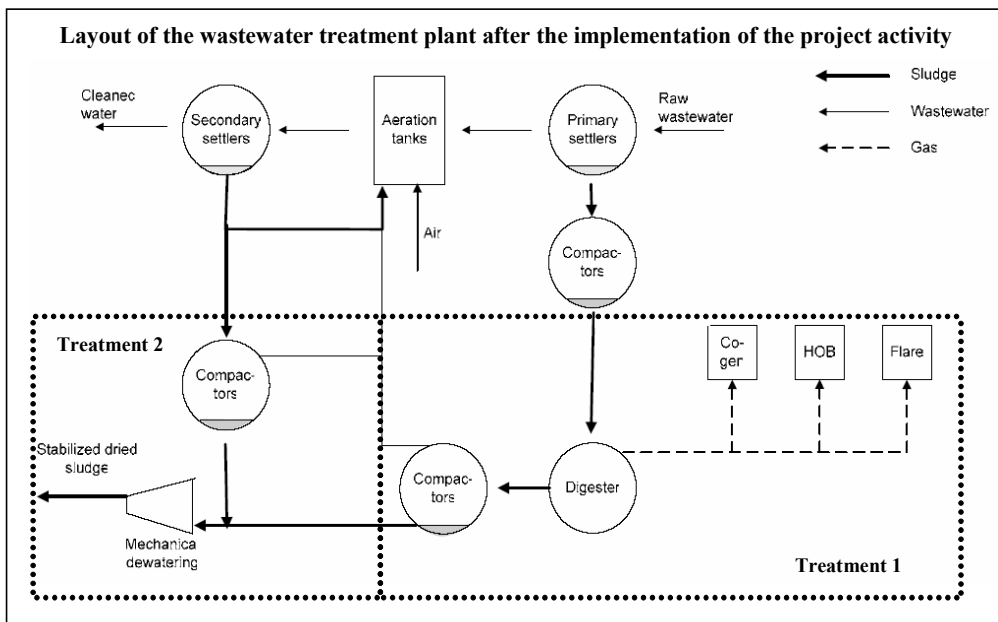 Layout of the wastewater treatment plant after the implementation of the project activity
Cleanec
water
Secondary
settlers
Aeration
tanks
Primary
settlers
Raw
wastewater
Sludge
Wastewater
Gas
Air
Compac-
tors
Treatment 2
Compac-
tors
Co-
ger
HOB
Flare
Stabilized dried
sludge
Compac-
tors
Digester
Mechanica
dewatering
Treatment 1